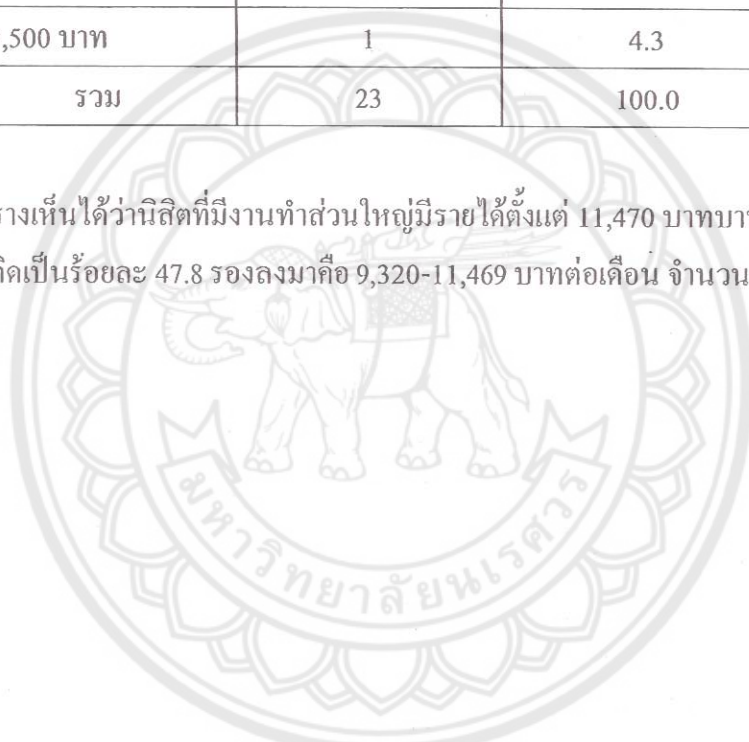 ,500 บาท 1 4.3
รวม 23 100.0
รางเห็นได้ว่านิสิตที่มีงานทำส่วนใหญ่มีรายได้ตั้งแต่ 11,470 บาทบา
คิดเป็นร้อยละ 47.8 รองลงมาคือ 9,320-11,469 บาทต่อเดือน จำนวน
มหาวิทยาลัยนเรศวร